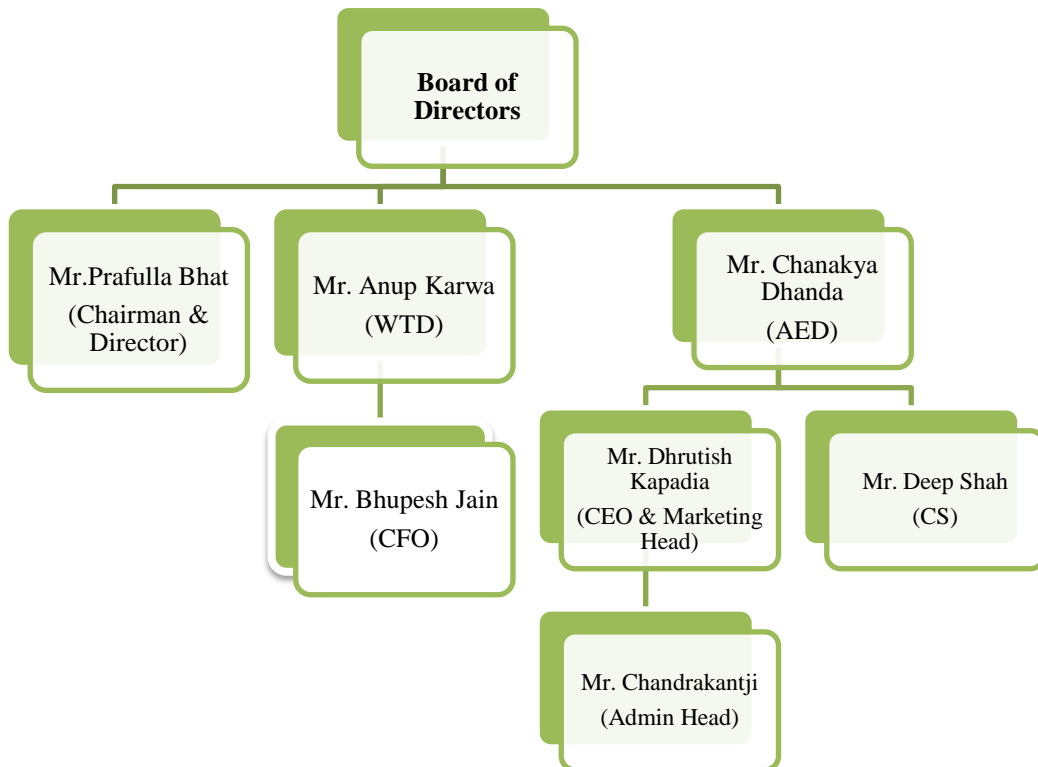 Board of
Directors
Mr.Prafulla Bhat
(Chairman &
Director)
Mr. Anup Karwa
(WTD)
Mr. Chanakya
Dhanda
(AED)
Mr. Bhupesh Jain
(CFO)
Mr. Dhrutish
Kapadia
(CEO & Marketing
Head)
Mr. Deep Shah
(CS)
Mr. Chandrakantji
(Admin Head)